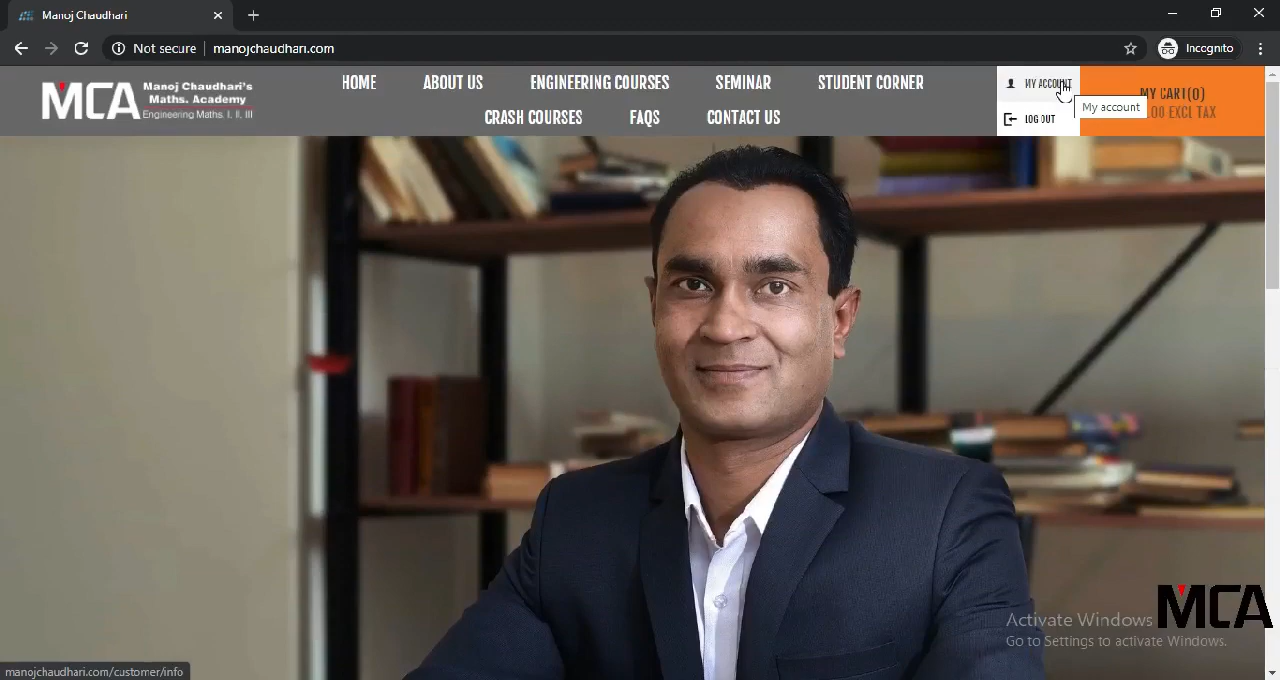 Manoj Chaudhari
Not secure
manojchaudhari.com
Incognito
MCA
Manoj Chaudhari's
Maths. Academy
Engineering Maths. I, II, III
HOME
ABOUT US
ENGINEERING COURSES
SEMINAR
STUDENT CORNER
CRASH COURSES
FAQS
CONTACT US
MY ACCOUNT
LOG OUT
My account
MY CART(0)
EXCL TAX
Activate Windows
Go to Settings to activate Windows.
MCA
manojchaudhari.com/customer/info